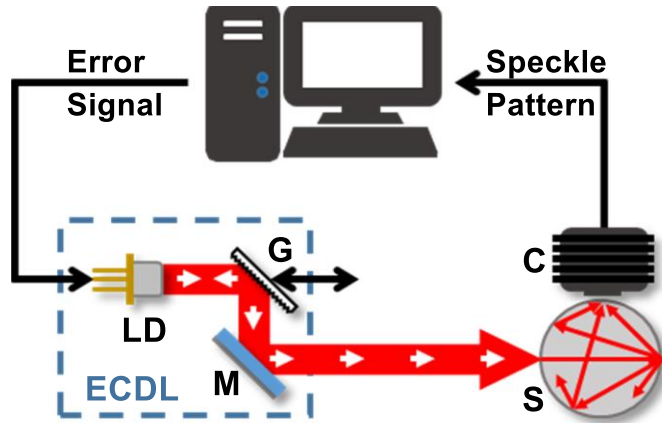 Error
Signal
Speckle
Pattern
G
C
LD
M
ECDL
S